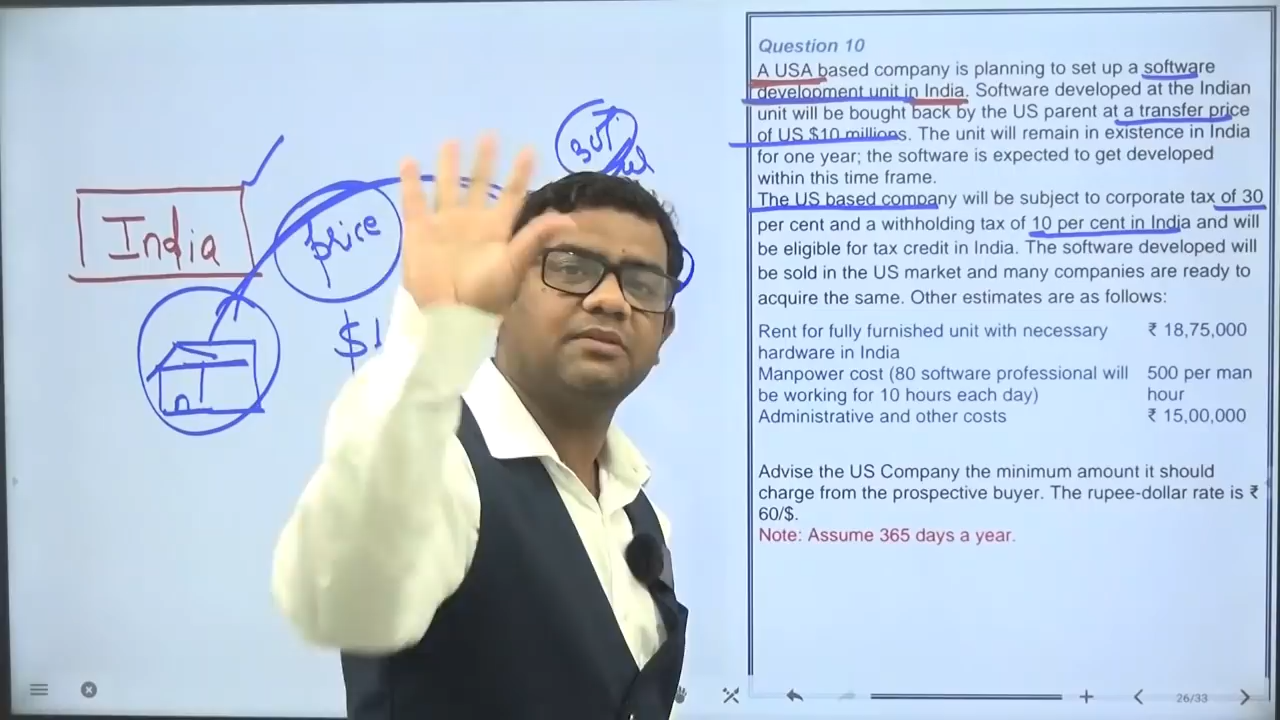 India
price
$1
30%
Question 10
A USA based company is planning to set up a software
development unit in India. Software developed at the Indian
unit will be bought back by the US parent at a transfer price
of US $10 millions. The unit will remain in existence in India
for one year; the software is expected to get developed
within this time frame.
The US based company will be subject to corporate tax of 30
per cent and a withholding tax of 10 per cent in India and will
be eligible for tax credit in India. The software developed will
be sold in the US market and many companies are ready to
acquire the same. Other estimates are as follows:
Rent for fully furnished unit with necessary ₹ 18,75,000
hardware in India
Manpower cost (80 software professional will 500 per man
be working for 10 hours each day) hour
Administrative and other costs ₹ 15,00,000
Advise the US Company the minimum amount it should
charge from the prospective buyer. The rupee-dollar rate is ₹
60/$.
Note: Assume 365 days a year.
26/33